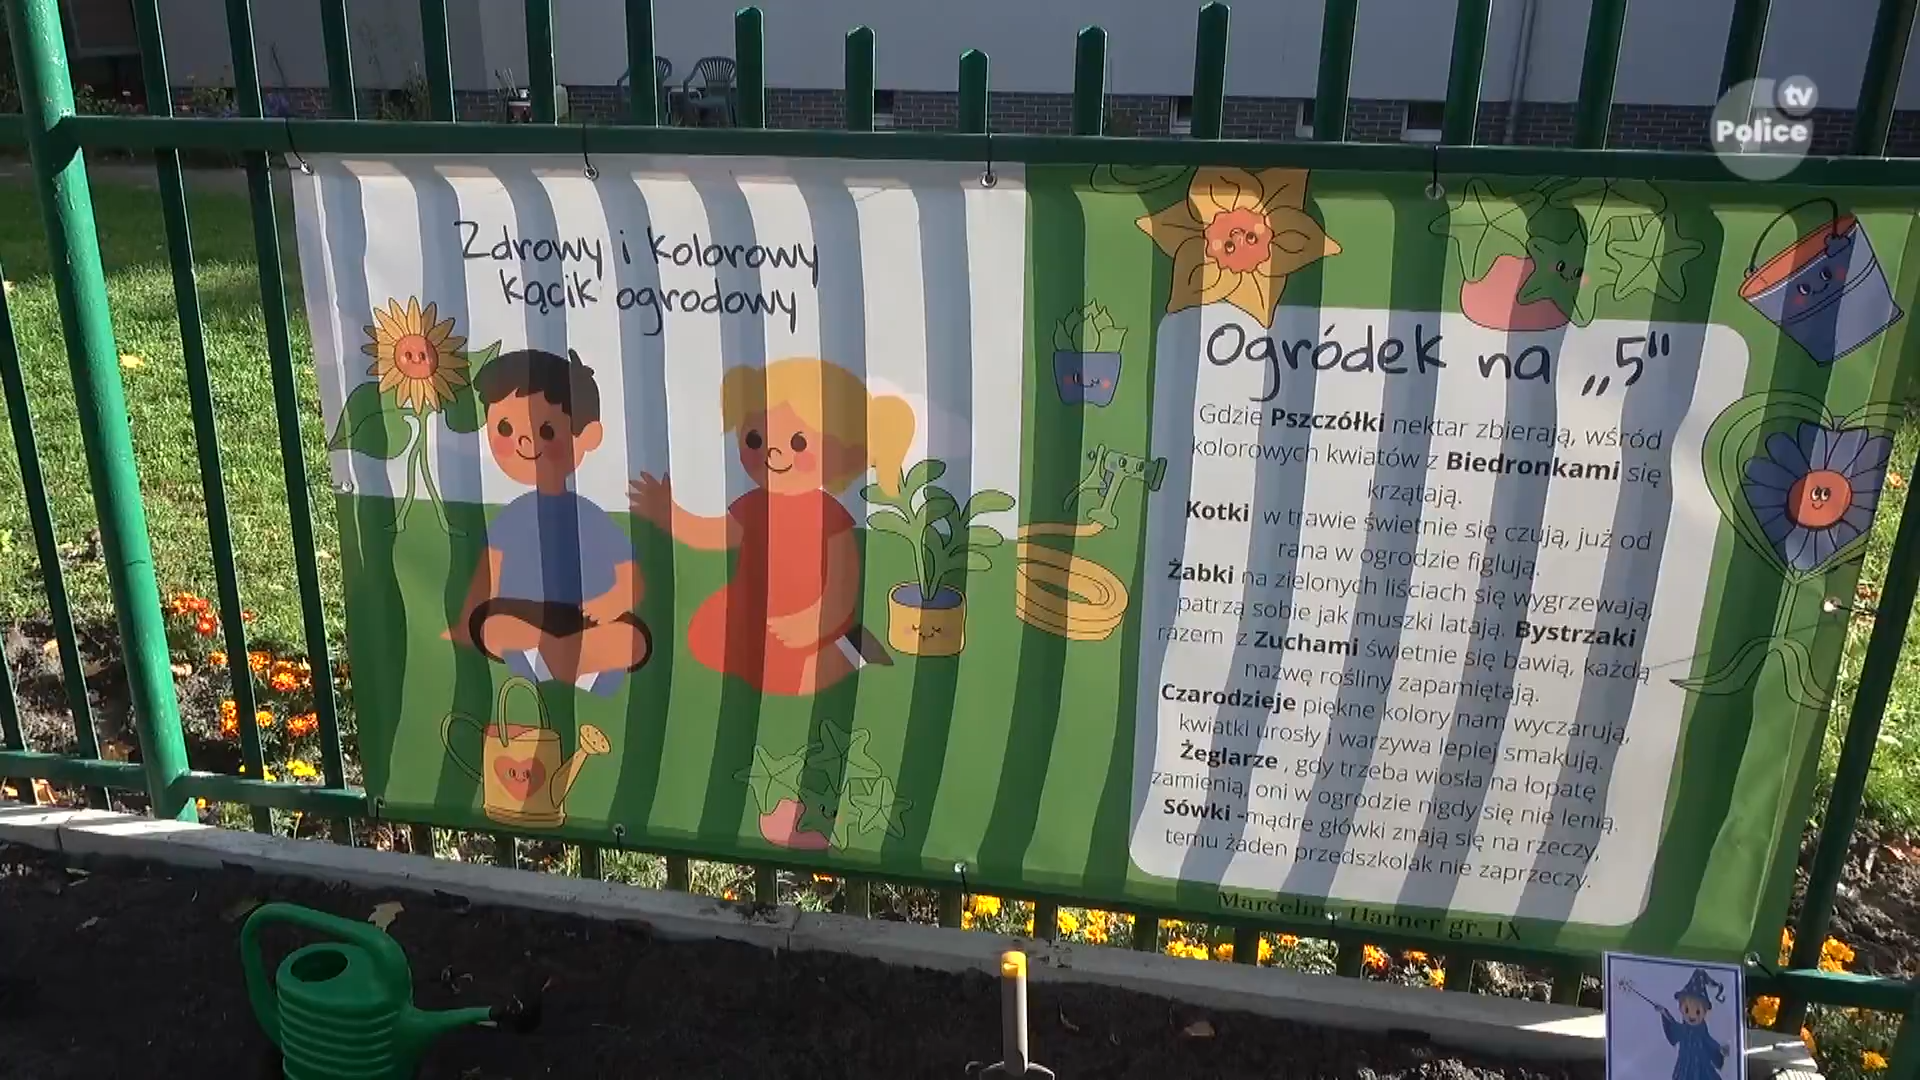 tv
Police
Zdrowy i kolorowy
kącik ogrodowy
Ogródek na „5"
Gdzie Pszczółki nektar zbierają, wśród
kolorowych kwiatów z Biedronkami się
krzątają.
Kotki w trawie świetnie się czują, już od
rana w ogrodzie figlują.
Żabki na zielonych liściach się wygrzewają,
patrzą sobie jak muszki latają. Bystrzaki
razem z Zuchami świetnie się bawią, każdą
nazwę rośliny zapamiętają.
Czarodzieje piękne kolory nam wyczarują,
kwiatki urosły i warzywa lepiej smakują.
Żeglarze , gdy trzeba wiosła na łopatę
zamienią, oni w ogrodzie nigdy się nie lenią.
Sówki -mądre główki znają się na rzeczy,
temu żaden przedszkolak nie zaprzeczy.
Marcelina Harner gr. IX